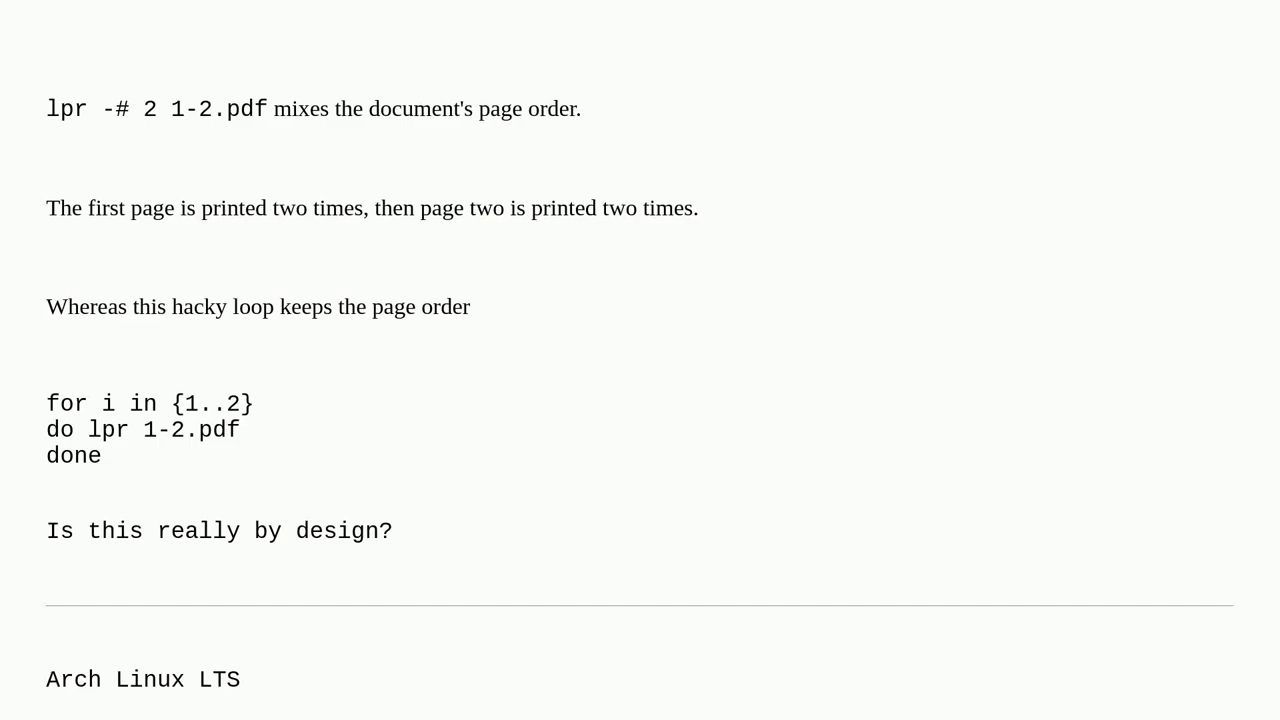 lpr -# 2 1-2.pdf mixes the document's page order.
The first page is printed two times, then page two is printed two times.
Whereas this hacky loop keeps the page order
for i in {1..2}
do lpr 1-2.pdf
done
Is this really by design?
Arch Linux LTS